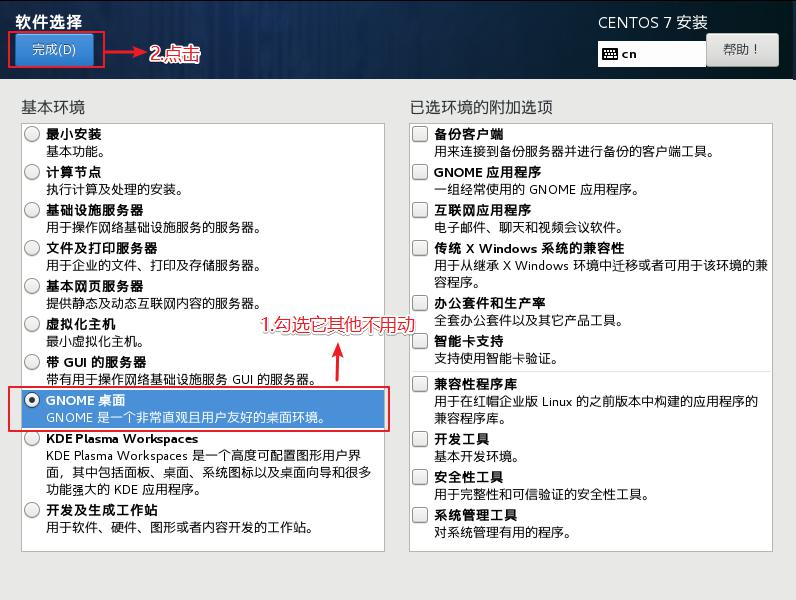 软件选择
完成(D)
2.点击
CENTOS 7 安装
cn
帮助！
基本环境
最小安装
基本功能。
计算节点
执行计算及处理的安装。
基础设施服务器
用于操作网络基础设施服务的服务器。
文件及打印服务器
用于企业的文件、打印及存储服务器。
基本网页服务器
提供静态及动态互联网内容的服务器。
虚拟化主机
最小虚拟化主机。
1.勾选它其他不用动
带 GUI 的服务器
带有用于操作网络基础设施服务 GUI 的服务器。
GNOME 桌面
GNOME 是一个非常直观且用户友好的桌面环境。
KDE Plasma Workspaces
KDE Plasma Workspaces 是一个高度可配置图形用户界
面，其中包括面板、桌面、系统图标以及桌面向导和很多
功能强大的 KDE 应用程序。
开发及生成工作站
用于软件、硬件、图形或者内容开发的工作站。
已选环境的附加选项
备份客户端
用来连接到备份服务器并进行备份的客户端工具。
GNOME 应用程序
一组经常使用的 GNOME 应用程序。
互联网应用程序
电子邮件、聊天和视频会议软件。
传统 X Windows 系统的兼容性
用于从继承 X Windows 环境中迁移或者可用于该环境的兼
容程序。
办公套件和生产率
全套办公套件以及其它产品工具。
智能卡支持
支持使用智能卡验证。
兼容性程序库
用于在红帽企业版 Linux 的之前版本中构建的应用程序的
兼容程序库。
开发工具
基本开发环境。
安全性工具
用于完整性和可信验证的安全性工具。
系统管理工具
对系统管理有用的程序。